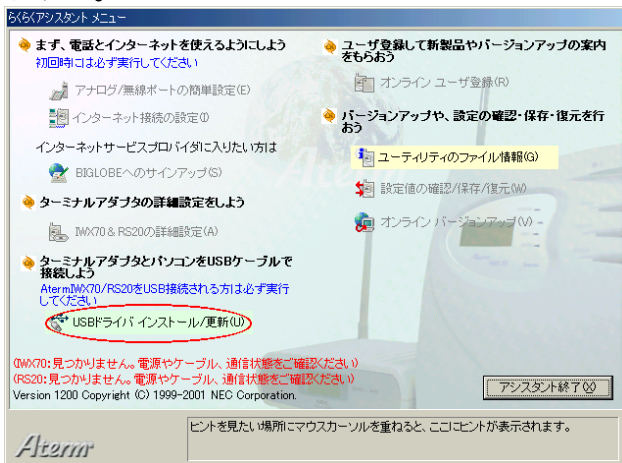 らくらくアシスタント メニュー
まず、電話とインターネットを使えるようにしよう
初回時には必ず実行してください
アナログ/無線ポートの簡単設定(E)
インターネット接続の設定(I)
インターネットサービスプロバイダに入りたい方は
BIGLOBEへのサインアップ(S)
ターミナルアダプタの詳細設定をしよう
IWX70 & RS20の詳細設定(A)
ターミナルアダプタとパソコンをUSBケーブルで
接続しよう
AtermIWX70/RS20をUSB接続される方は必ず実行
してください
USBドライバ インストール/更新(U)
ユーザ登録して新製品やバージョンアップの案内
をもらおう
オンライン ユーザ登録(R)
バージョンアップや、設定の確認・保存・復元を行
おう
ユーティリティのファイル情報(G)
設定値の確認/保存/復元(W)
オンライン バージョンアップ(V)
(IWX70:見つかりません。電源やケーブル、通信状態をご確認ください)
(RS20:見つかりません。電源やケーブル、通信状態をご確認ください)
Version 1200 Copyright (C) 1999-2001 NEC Corporation.
アシスタント終了(X)
Aterm
ヒントを見たい場所にマウスカーソルを重ねると、ここにヒントが表示されます。